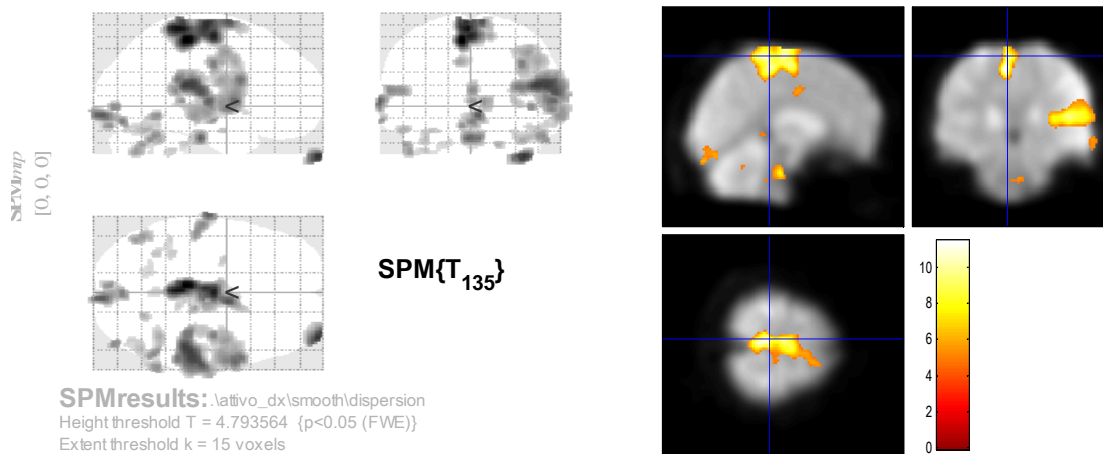 SPMmip
[0, 0, 0]
<
<
<
SPM{T135}
SPMresults: .\attivo_dx\smooth\dispersion
Height threshold T = 4.793564 {p<0.05 (FWE)}
Extent threshold k = 15 voxels
10
8
6
4
2
0